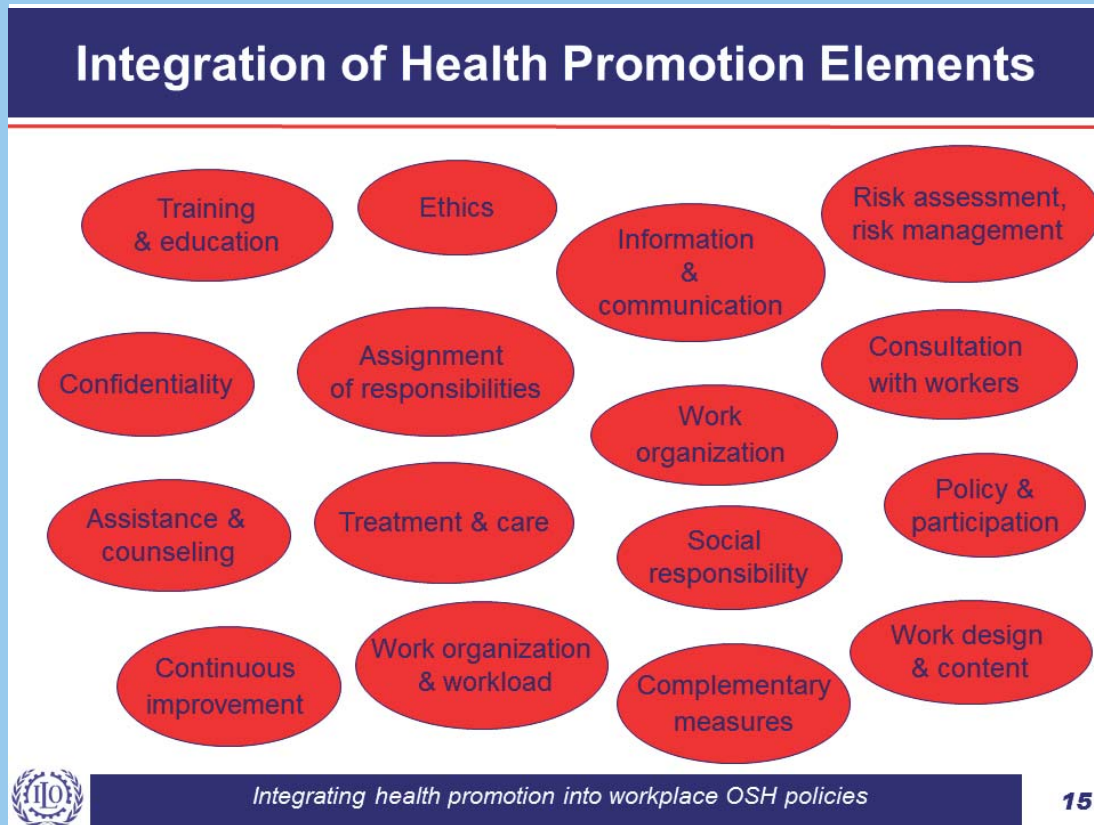 Integration of Health Promotion Elements
Training
& education
Ethics
Information
&
communication
Risk assessment,
risk management
Confidentiality
Assignment
of responsibilities
Consultation
with workers
Work
organization
Assistance &
counseling
Treatment & care
Social
responsibility
Policy &
participation
Continuous
improvement
Work organization
& workload
Complementary
measures
Work design
& content
ILO
Integrating health promotion into workplace OSH policies
15